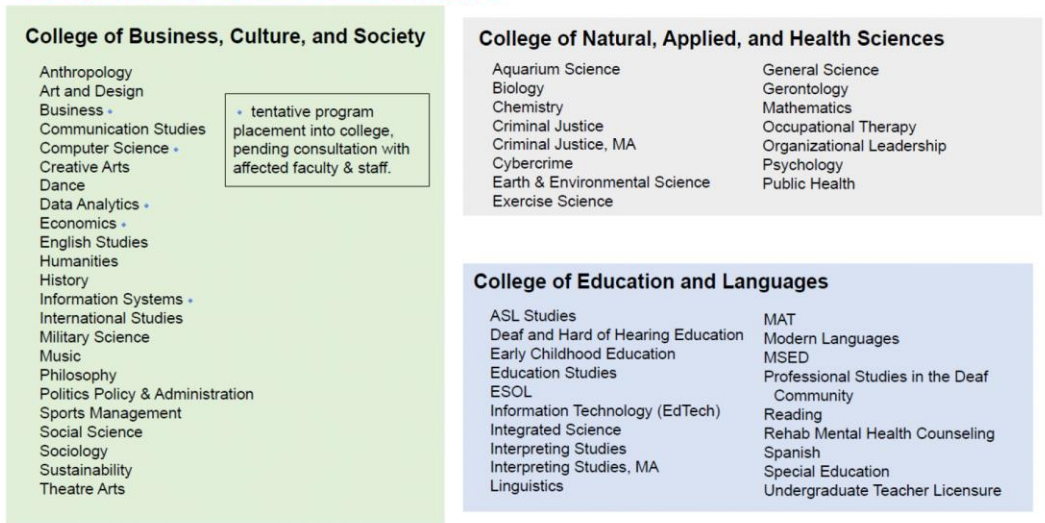 College of Business, Culture, and Society
Anthropology
Art and Design
Business •
Communication Studies
Computer Science •
Creative Arts
Dance
Data Analytics •
Economics •
English Studies
Humanities
History
Information Systems •
International Studies
Military Science
Music
Philosophy
Politics Policy & Administration
Sports Management
Social Science
Sociology
Sustainability
Theatre Arts
• tentative program
placement into college,
pending consultation with
affected faculty & staff.
College of Natural, Applied, and Health Sciences
Aquarium Science
Biology
Chemistry
Criminal Justice
Criminal Justice, MA
Cybercrime
Earth & Environmental Science
Exercise Science
General Science
Gerontology
Mathematics
Occupational Therapy
Organizational Leadership
Psychology
Public Health
College of Education and Languages
ASL Studies
Deaf and Hard of Hearing Education
Early Childhood Education
Education Studies
ESOL
Information Technology (EdTech)
Integrated Science
Interpreting Studies
Interpreting Studies, MA
Linguistics
MAT
Modern Languages
MSED
Professional Studies in the Deaf
Community
Reading
Rehab Mental Health Counseling
Spanish
Special Education
Undergraduate Teacher Licensure